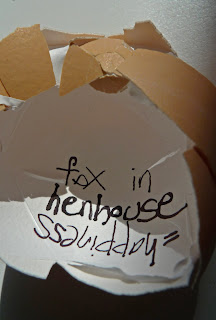 fox in
henhouse
=happiness